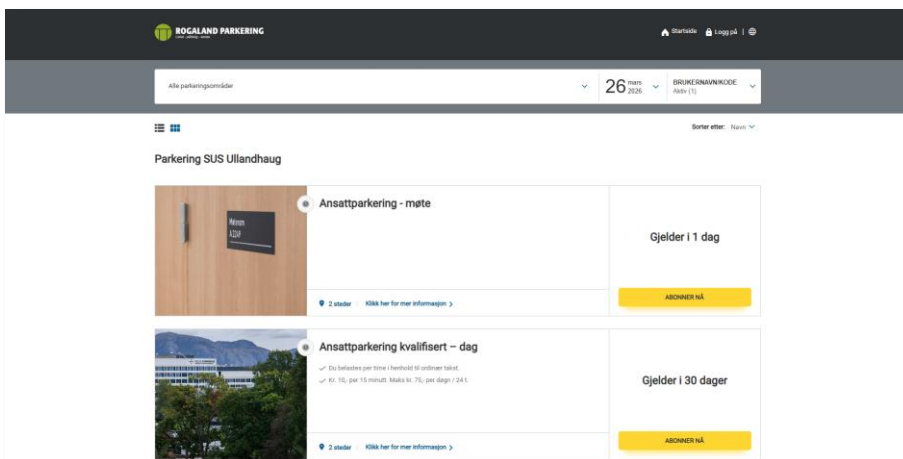 ROGALAND PARKERING
Startside
Logg på |
Alle parkeringsområder
26 mars 2026
BRUKERNAVN/KODE
Aktiv (1)
Sorter etter: Navn
Parkering SUS Ullandhaug
Møterom
Ansattparkering - møte
Gjelder i 1 dag
2 steder
Klikk her for mer informasjon >
ABONNER NÅ
Ansattparkering kvalifisert – dag
Du belastes per time i henhold til ordinær takst.
Kr. 10,- per 15 minutt. Maks kr. 75,- per døgn / 24 t.
Gjelder i 30 dager
2 steder
Klikk her for mer informasjon >
ABONNER NÅ